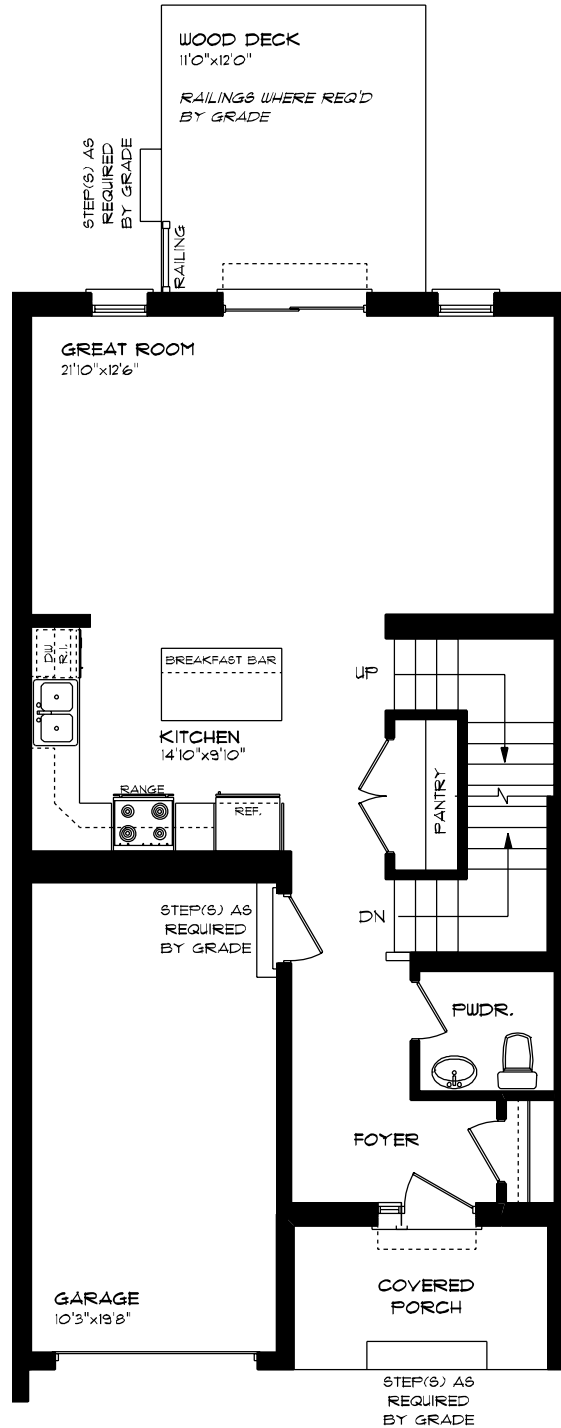 WOOD DECK
11'0"x12'0"
RAILINGS WHERE REQ'D
BY GRADE
STEP(S) AS
REQUIRED
BY GRADE
RAILING
GREAT ROOM
21'10"x12'6"
D.W.
R.I.
BREAKFAST BAR
UP
KITCHEN
14'10"x9'10"
RANGE
REF.
PANTRY
STEP(S) AS
REQUIRED
BY GRADE
DN
PWDR.
FOYER
GARAGE
10'3"x19'8"
COVERED
PORCH
STEP(S) AS
REQUIRED
BY GRADE